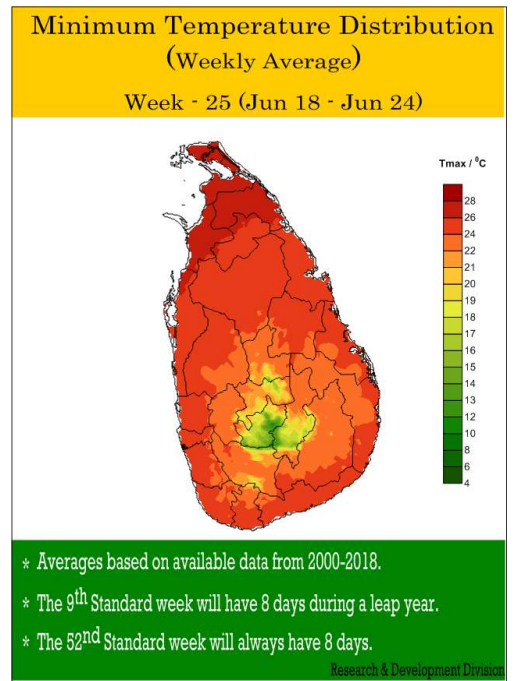 Minimum Temperature Distribution
(Weekly Average)
Week - 25 (Jun 18 - Jun 24)
Tmax / ⁰C
28
26
24
22
21
20
19
18
17
16
15
14
13
12
10
8
6
4
* Averages based on available data from 2000-2018.
* The 9th Standard week will have 8 days during a leap year.
* The 52nd Standard week will always have 8 days.
Research & Development Division